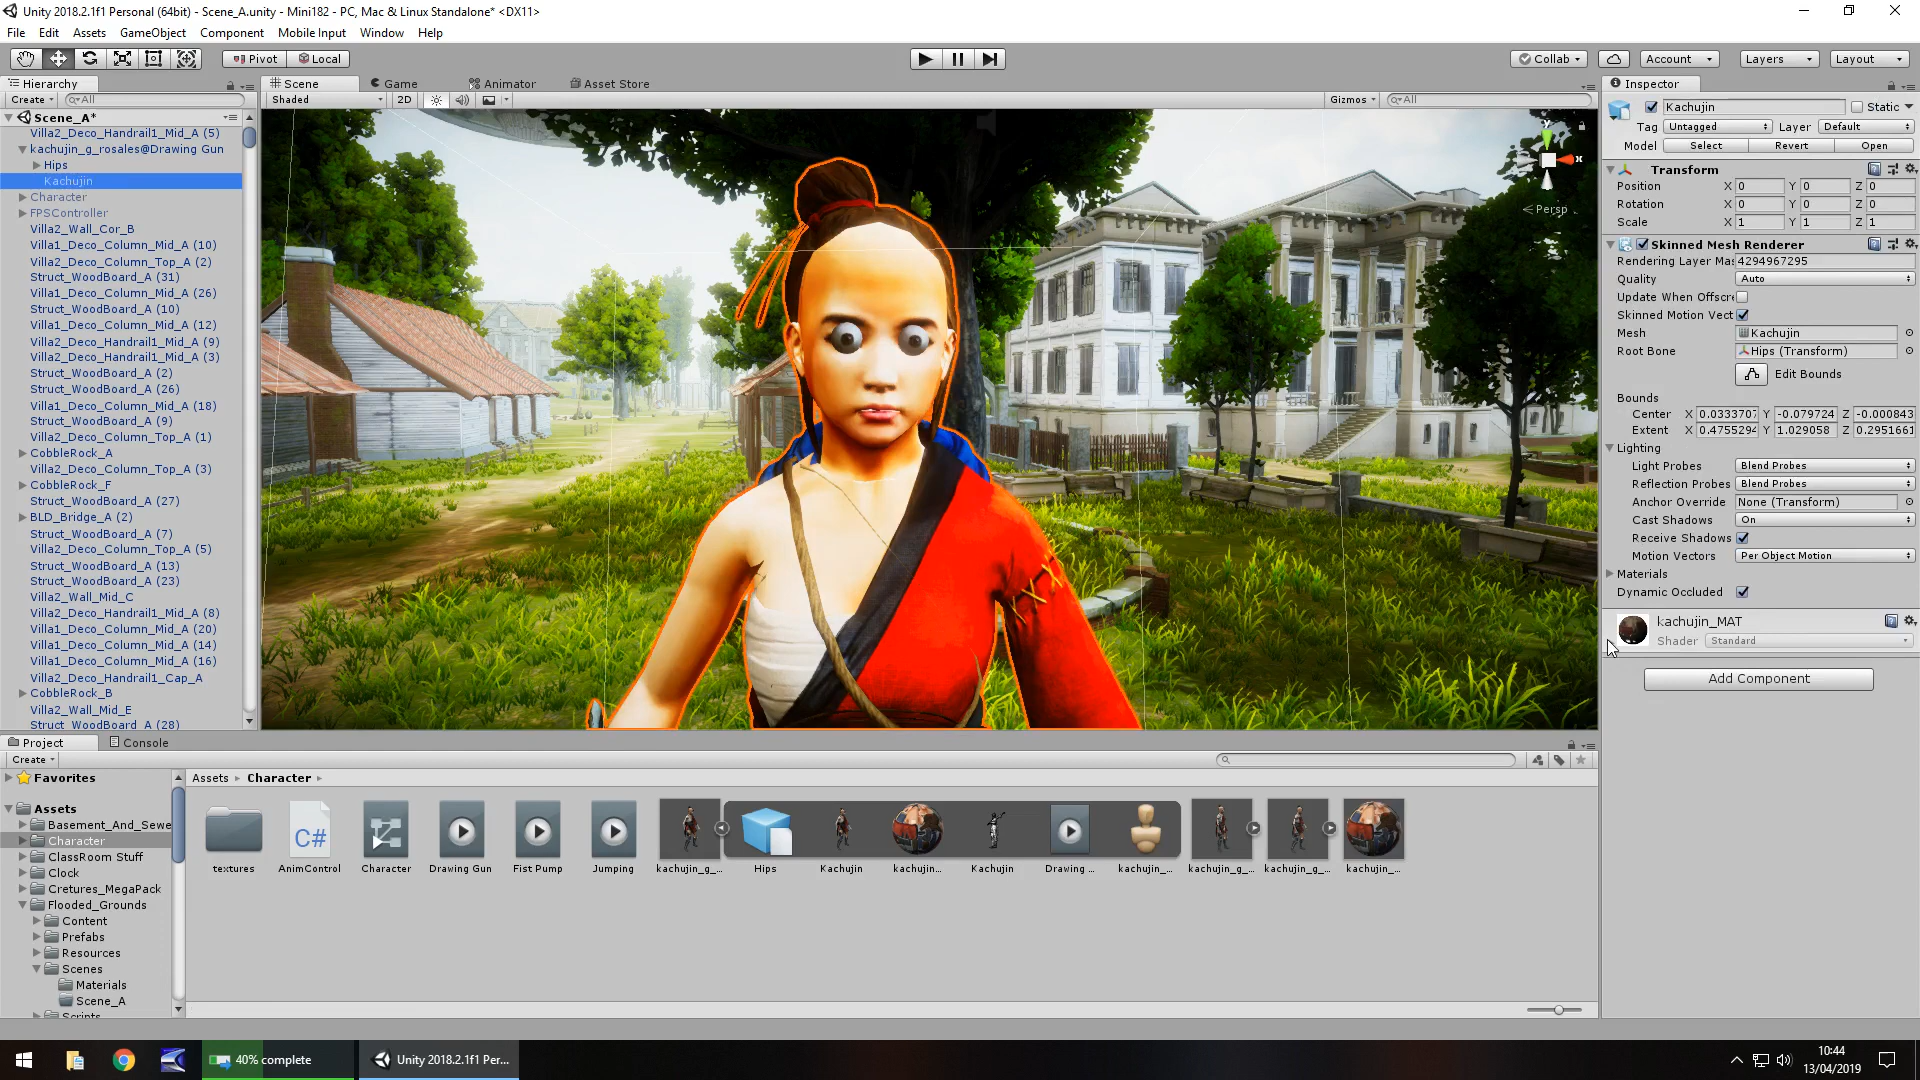 Unity 2018.2.1f1 Personal (64bit) - Scene_A.unity - Mini182 - PC, Mac & Linux Standalone* <DX11>
File Edit Assets GameObject Component Mobile Input Window Help
Pivot Local Collab Account Layers Layout
Hierarchy Scene Game Animator Asset Store Inspector
Create All Shaded 2D Gizmos All
Scene_A*
Villa2_Deco_Handrail1_Mid_A (5)
kachujin_g_rosales@Drawing Gun
Hips
Kachujin
Character
FPSController
Villa2_Wall_Cor_B
Villa1_Deco_Column_Mid_A (10)
Villa2_Deco_Column_Top_A (2)
Struct_WoodBoard_A (31)
Villa1_Deco_Column_Mid_A (26)
Struct_WoodBoard_A (10)
Villa1_Deco_Column_Mid_A (12)
Villa2_Deco_Handrail1_Mid_A (9)
Villa2_Deco_Handrail1_Mid_A (3)
Struct_WoodBoard_A (2)
Struct_WoodBoard_A (26)
Villa1_Deco_Column_Mid_A (18)
Struct_WoodBoard_A (9)
Villa2_Deco_Column_Top_A (1)
CobbleRock_A
Villa2_Deco_Column_Top_A (3)
CobbleRock_F
Struct_WoodBoard_A (27)
BLD_Bridge_A (2)
Struct_WoodBoard_A (7)
Villa2_Deco_Column_Top_A (5)
Struct_WoodBoard_A (13)
Struct_WoodBoard_A (23)
Villa2_Wall_Mid_C
Villa2_Deco_Handrail1_Mid_A (8)
Villa1_Deco_Column_Mid_A (20)
Villa1_Deco_Column_Mid_A (14)
Villa1_Deco_Column_Mid_A (16)
Villa2_Deco_Handrail1_Cap_A
CobbleRock_B
Villa2_Wall_Mid_E
Struct_WoodBoard_A (28)
y
x
Persp
Kachujin Static
Tag Untagged Layer Default
Model Select Revert Open
Transform
Position X 0 Y 0 Z 0
Rotation X 0 Y 0 Z 0
Scale X 1 Y 1 Z 1
Skinned Mesh Renderer
Rendering Layer Mas 4294967295
Quality Auto
Update When Offscre
Skinned Motion Vect
Mesh Kachujin
Root Bone Hips (Transform)
Edit Bounds
Bounds
Center X 0.0333707 Y -0.079724 Z -0.000843
Extent X 0.4755294 Y 1.029058 Z 0.2951661
Lighting
Light Probes Blend Probes
Reflection Probes Blend Probes
Anchor Override None (Transform)
Cast Shadows On
Receive Shadows
Motion Vectors Per Object Motion
Materials
Dynamic Occluded
kachujin_MAT
Shader Standard
Add Component
Project Console
Create
Favorites
Assets
Basement_And_Sewe
Character
ClassRoom Stuff
Clock
Cretures_MegaPack
Flooded_Grounds
Content
Prefabs
Resources
Scenes
Materials
Scene_A
Scripts
Assets Character
C#
textures AnimControl Character Drawing Gun Fist Pump Jumping kachujin_g_... Hips Kachujin kachujin... Kachujin Drawing ... kachujin_... kachujin_g_... kachujin_g_... kachujin_...
40% complete
Unity 2018.2.1f1 Per...
10:44
13/04/2019